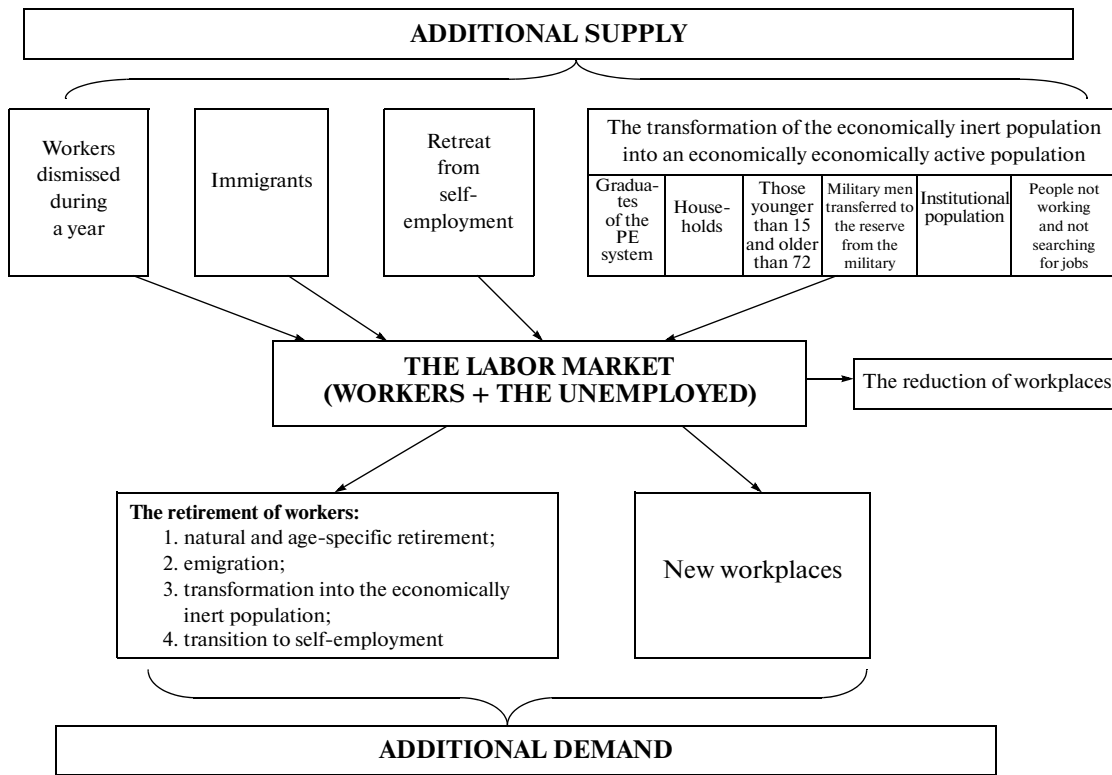 ADDITIONAL SUPPLY
Workers
dismissed
during
a year
Immigrants
Retreat
from
self-
employment
The transformation of the economically inert population
into an economically economically active population
Gradua-
tes
of the
PE
system
House-
holds
Those
younger
than 15
and older
than 72
Military men
transferred to
the reserve
from the
military
Institutional
population
People not
working
and not
searching
for jobs
THE LABOR MARKET
(WORKERS + THE UNEMPLOYED)
The reduction of workplaces
The retirement of workers:
1. natural and age-specific retirement;
2. emigration;
3. transformation into the economically
inert population;
4. transition to self-employment
New workplaces
ADDITIONAL DEMAND